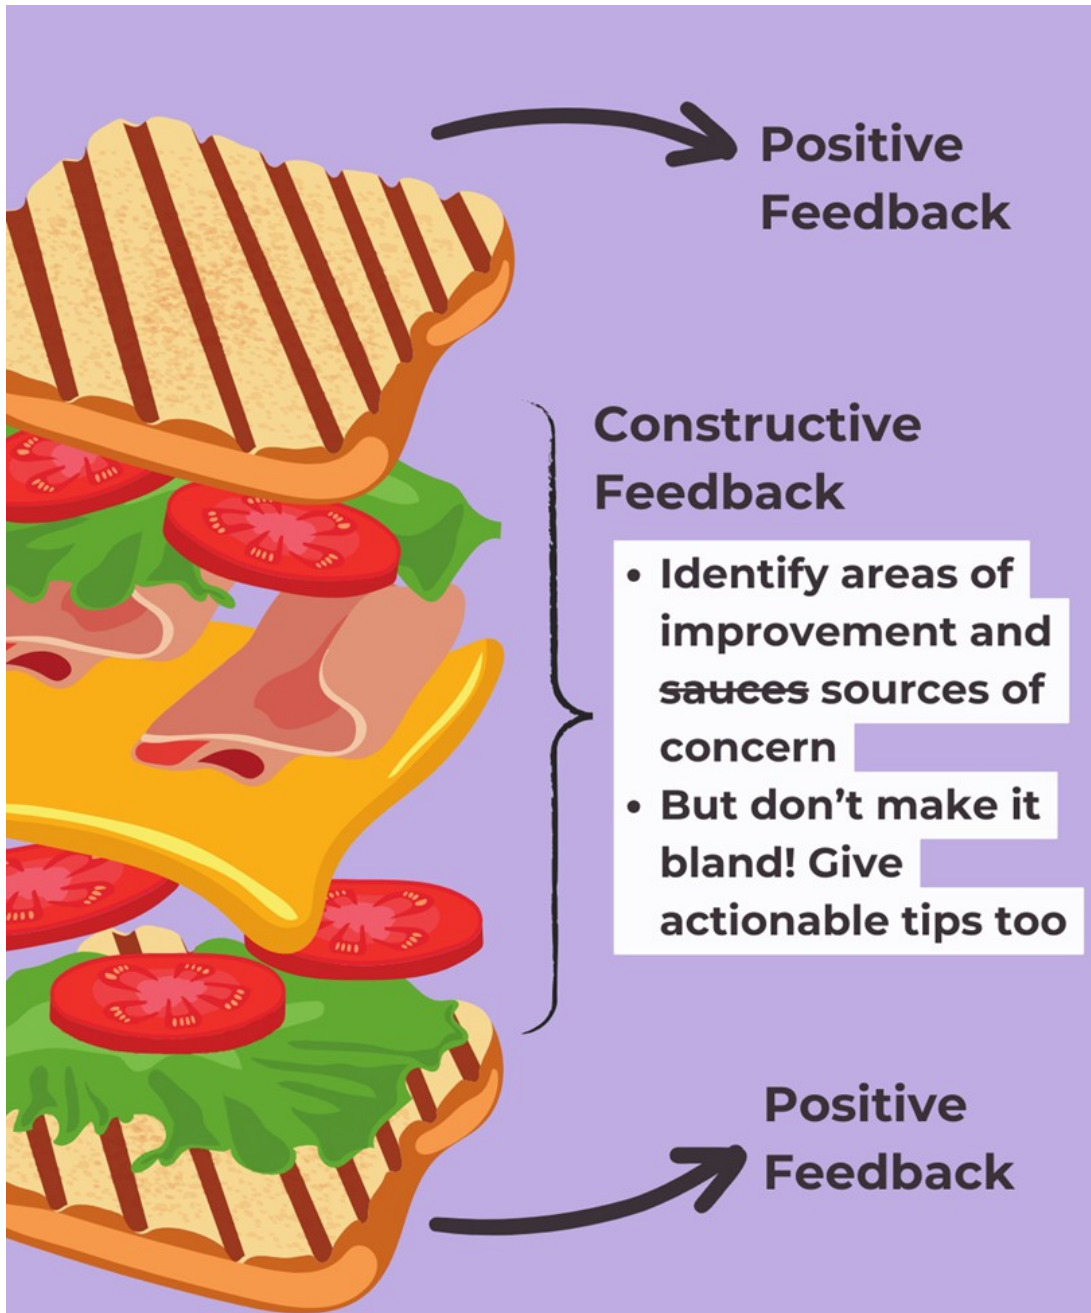 Positive
Feedback
Constructive
Feedback
• Identify areas of
improvement and
sauces sources of
concern
• But don’t make it
bland! Give
actionable tips too
Positive
Feedback